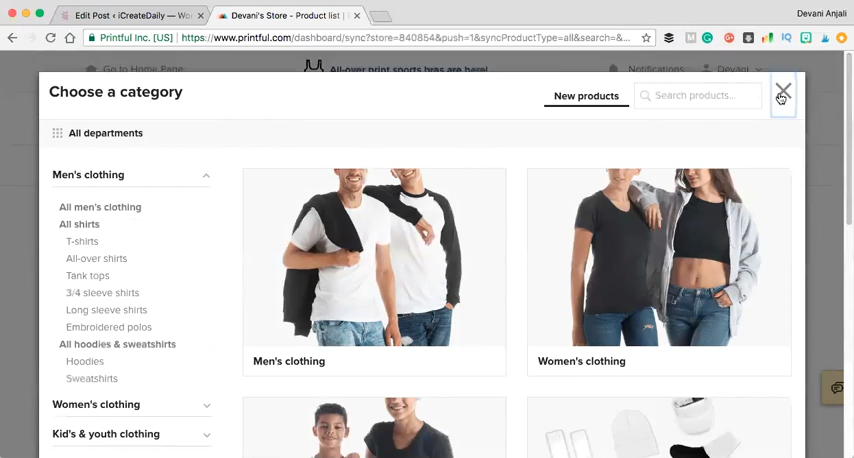 Devani Anjali
Edit Post ‹ iCreateDaily — Wo
Devani's Store - Product list |
Printful Inc. [US]
https://www.printful.com/dashboard/sync?store=840854&push=1&syncProductType=all&search=&...
Go to Home Page
All-over print sports bras are here!
Notifications
Devani
Choose a category
New products
Search products...
All departments
Men's clothing
All men's clothing
All shirts
T-shirts
All-over shirts
Tank tops
3/4 sleeve shirts
Long sleeve shirts
Embroidered polos
All hoodies & sweatshirts
Hoodies
Sweatshirts
Women's clothing
Kid's & youth clothing
Men's clothing
Women's clothing